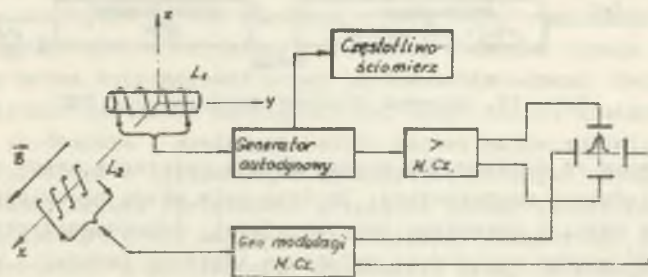 z
L₁
y
Częstotliwo-
ściomierz
Generator
autodynowy
>
M.Cz.
B
L₂
x
Gen modulacji
M.Cz.